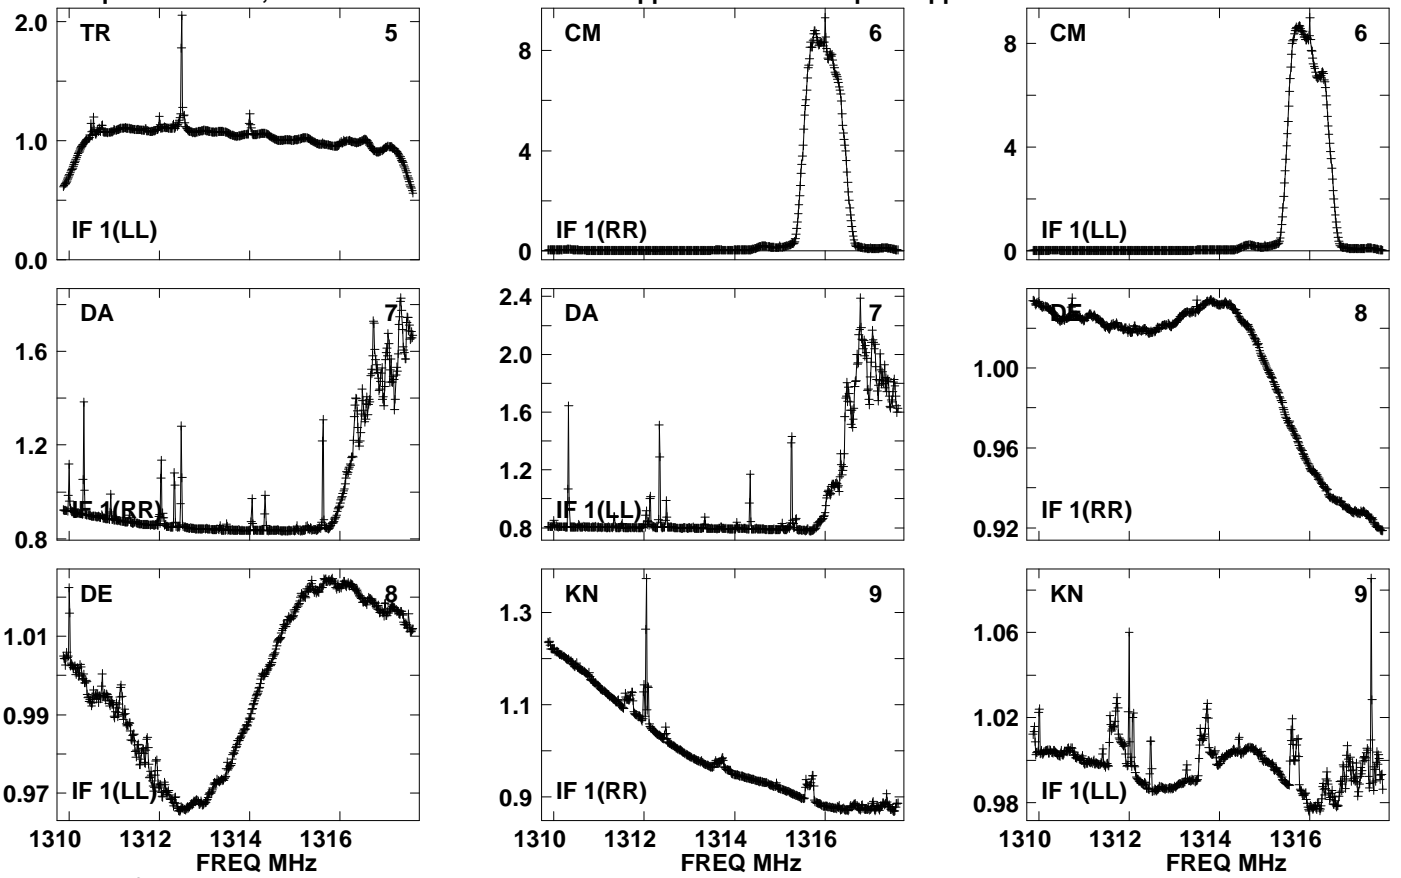 TR 5
2.0
1.0
0.0
IF 1(LL)
CM 6
8
4
0
IF 1(RR)
CM 6
8
4
0
IF 1(LL)
DA 7
1.6
1.2
0.8
IF 1(RR)
DA 7
2.4
2.0
1.6
1.2
0.8
IF 1(LL)
DE 8
1.00
0.96
0.92
IF 1(RR)
DE 8
1.01
0.99
0.97
IF 1(LL)
1310 1312 1314 1316
FREQ MHz
KN 9
1.3
1.1
0.9
IF 1(RR)
1310 1312 1314 1316
FREQ MHz
KN 9
1.06
1.02
0.98
IF 1(LL)
1310 1312 1314 1316
FREQ MHz